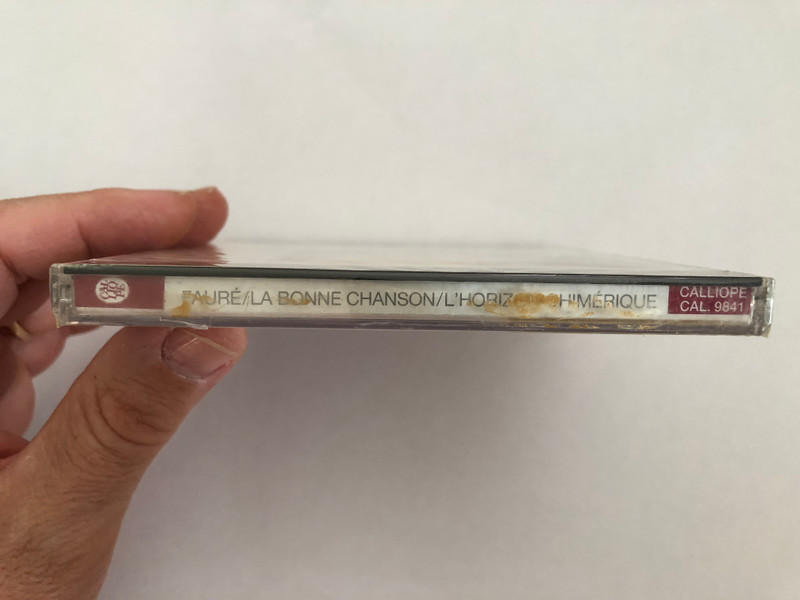 FAURÉ/LA BONNE CHANSON/L'HORIZON CHIMÉRIQUE
CALLIOPE
CAL. 9841